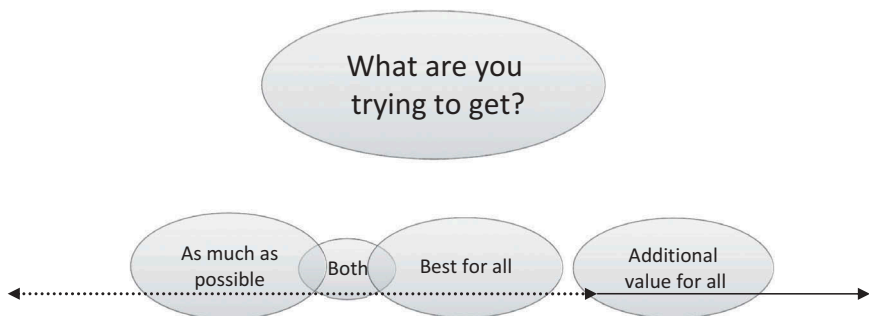 What are you
trying to get?
As much as
possible
Both
Best for all
Additional
value for all